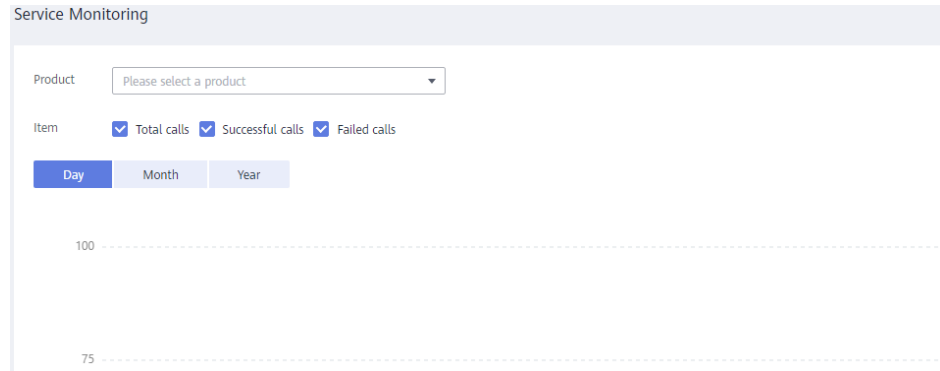 Service Monitoring
Product Please select a product
Item Total calls Successful calls Failed calls
Day Month Year
100
75